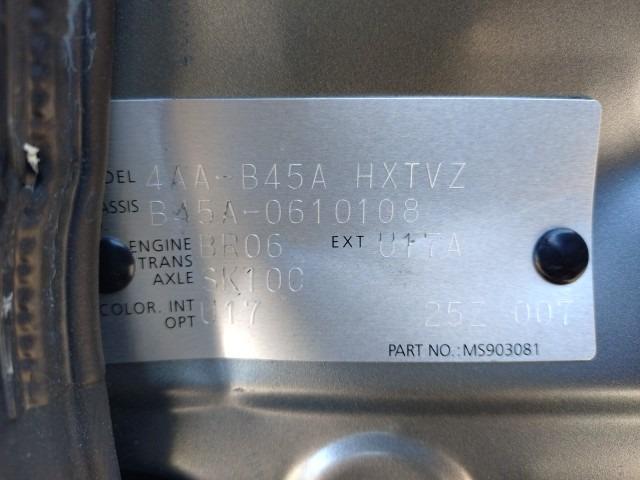 DEL 4AA-B45A HXTVZ
ASSIS B45A-0610108
ENGINE BR06 EXT U17A
TRANS
AXLE SK10C
COLOR. INT U17
OPT 25Z 007
PART NO.:MS903081